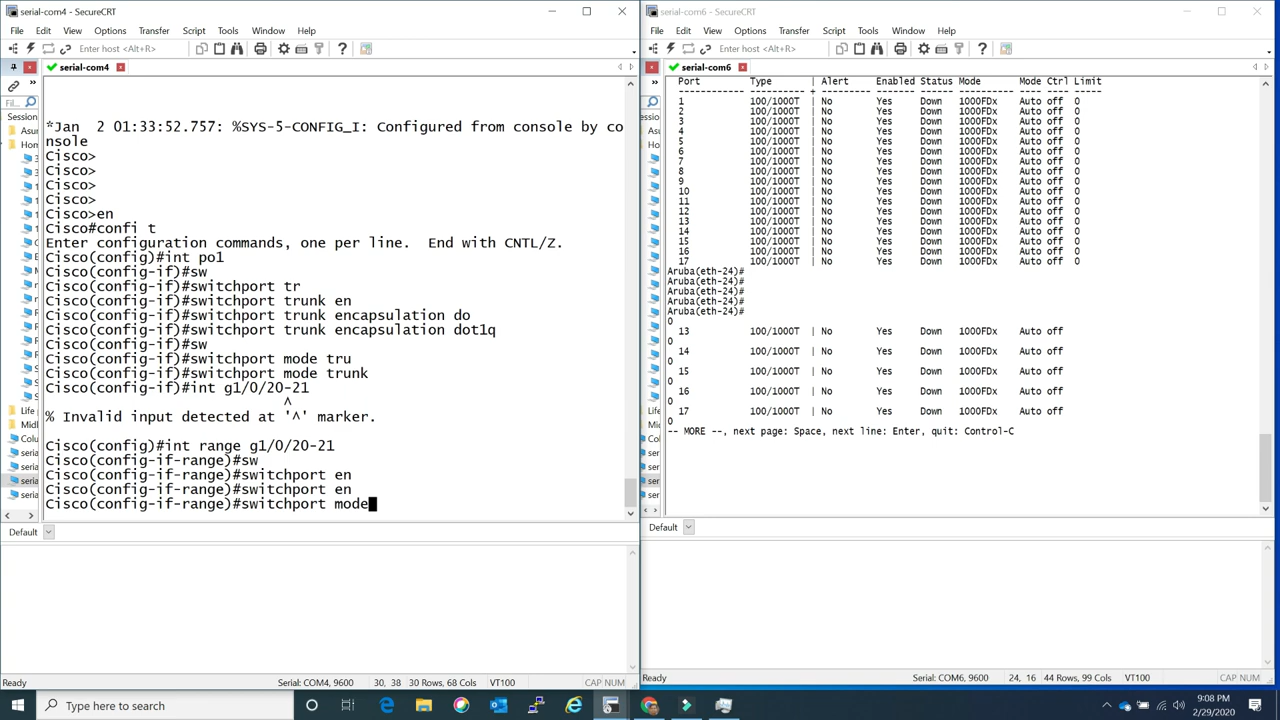 serial-com4 - SecureCRT
File Edit View Options Transfer Script Tools Window Help
Enter host <Alt+R>
serial-com4
Session
Life
Midl
Colu
seria
seria
seria
seria
*Jan  2 01:33:52.757: %SYS-5-CONFIG_I: Configured from console by co
nsole
Cisco>
Cisco>
Cisco>
Cisco>
Cisco>en
Cisco#confi t
Enter configuration commands, one per line.  End with CNTL/Z.
Cisco(config)#int po1
Cisco(config-if)#sw
Cisco(config-if)#switchport tr
Cisco(config-if)#switchport trunk en
Cisco(config-if)#switchport trunk encapsulation do
Cisco(config-if)#switchport trunk encapsulation dot1q
Cisco(config-if)#sw
Cisco(config-if)#switchport mode tru
Cisco(config-if)#switchport mode trunk
Cisco(config-if)#int g1/0/20-21
^
% Invalid input detected at '^' marker.
Cisco(config)#int range g1/0/20-21
Cisco(config-if-range)#sw
Cisco(config-if-range)#switchport en
Cisco(config-if-range)#switchport en
Cisco(config-if-range)#switchport mode
Default
Ready Serial: COM4, 9600 30, 38 30 Rows, 68 Cols VT100 CAP NUM
serial-com6 - SecureCRT
File Edit View Options Transfer Script Tools Window Help
Enter host <Alt+R>
serial-com6
Port Type | Alert Enabled Status Mode Mode Ctrl Limit
------------ ---------- + --------- ------- ------ ---------- ---- ---- -----
1 100/1000T | No Yes Down 1000FDx Auto off 0
2 100/1000T | No Yes Down 1000FDx Auto off 0
3 100/1000T | No Yes Down 1000FDx Auto off 0
4 100/1000T | No Yes Down 1000FDx Auto off 0
5 100/1000T | No Yes Down 1000FDx Auto off 0
6 100/1000T | No Yes Down 1000FDx Auto off 0
7 100/1000T | No Yes Down 1000FDx Auto off 0
8 100/1000T | No Yes Down 1000FDx Auto off 0
9 100/1000T | No Yes Down 1000FDx Auto off 0
10 100/1000T | No Yes Down 1000FDx Auto off 0
11 100/1000T | No Yes Down 1000FDx Auto off 0
12 100/1000T | No Yes Down 1000FDx Auto off 0
13 100/1000T | No Yes Down 1000FDx Auto off 0
14 100/1000T | No Yes Down 1000FDx Auto off 0
15 100/1000T | No Yes Down 1000FDx Auto off 0
16 100/1000T | No Yes Down 1000FDx Auto off 0
17 100/1000T | No Yes Down 1000FDx Auto off 0
Aruba(eth-24)#
Aruba(eth-24)#
Aruba(eth-24)#
Aruba(eth-24)#
Aruba(eth-24)#
0
13 100/1000T | No Yes Down 1000FDx Auto off
0
14 100/1000T | No Yes Down 1000FDx Auto off
0
15 100/1000T | No Yes Down 1000FDx Auto off
0
16 100/1000T | No Yes Down 1000FDx Auto off
0
17 100/1000T | No Yes Down 1000FDx Auto off
0
-- MORE --, next page: Space, next line: Enter, quit: Control-C
Default
Ready Serial: COM6, 9600 24, 16 44 Rows, 99 Cols VT100 CAP NUM
Type here to search
9:08 PM
2/29/2020